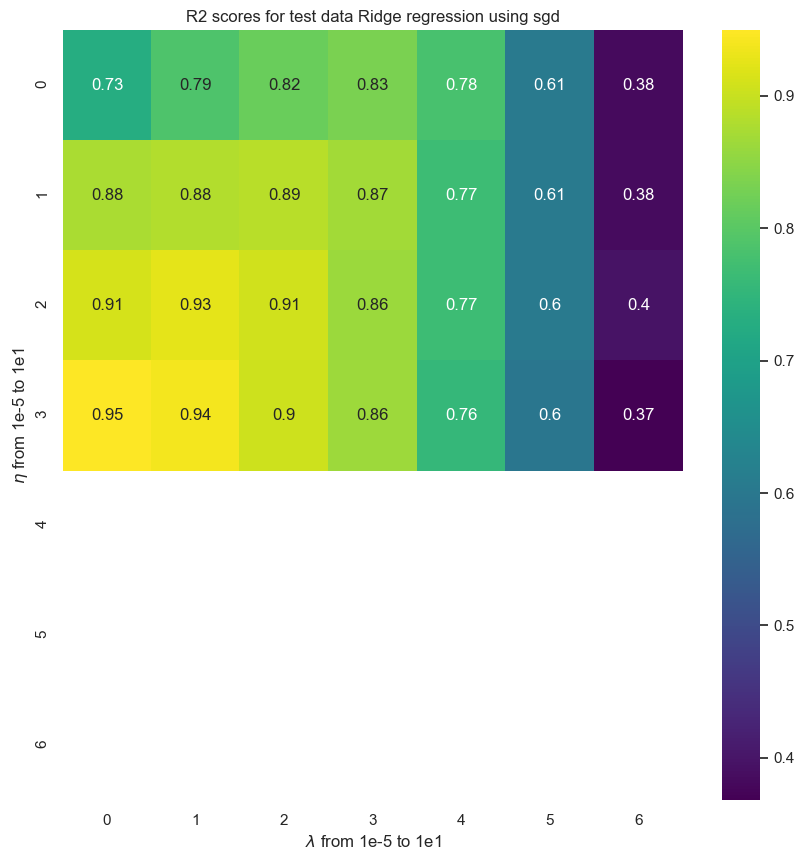 R2 scores for test data Ridge regression using sgd
0 0.73 0.79 0.82 0.83 0.78 0.61 0.38
1 0.88 0.88 0.89 0.87 0.77 0.61 0.38
2 0.91 0.93 0.91 0.86 0.77 0.6 0.4
3 0.95 0.94 0.9 0.86 0.76 0.6 0.37
4
5
6
η from 1e-5 to 1e1
0 1 2 3 4 5 6
λ from 1e-5 to 1e1
0.9
0.8
0.7
0.6
0.5
0.4